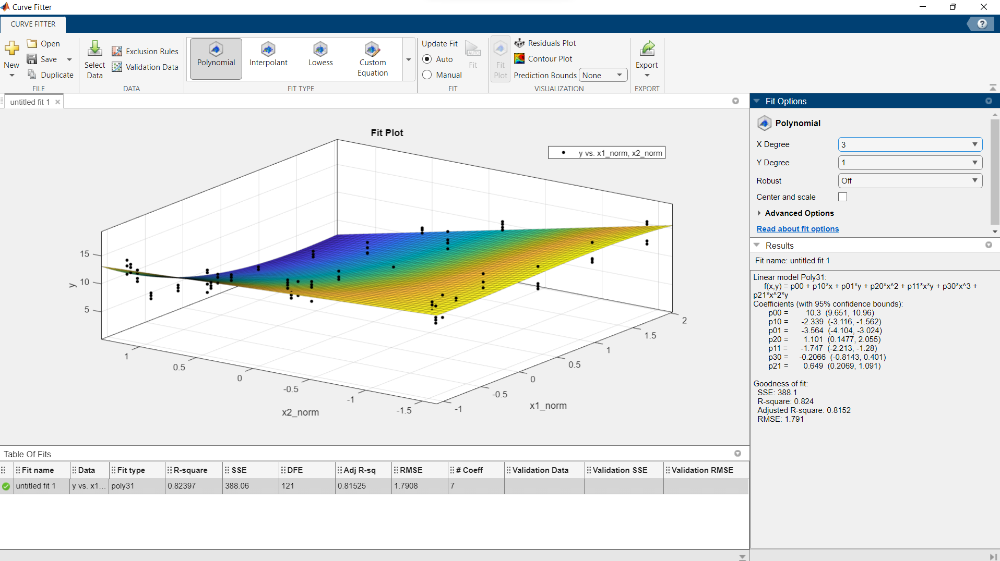 Curve Fitter
CURVE FITTER
?
New
Open
Save
Duplicate
FILE
Select
Data
Exclusion Rules
Validation Data
DATA
Polynomial
Interpolant
Lowess
Custom
Equation
FIT TYPE
Update Fit
Auto
Manual
AUTO
Fit
FIT
Fit
Plot
Residuals Plot
Contour Plot
Prediction Bounds None
VISUALIZATION
Export
EXPORT
untitled fit 1
Fit Plot
y vs. x1_norm, x2_norm
15
10
5
y
1
0.5
0
-0.5
-1
-1.5
x2_norm
-1
-0.5
0
0.5
1
1.5
2
x1_norm
Fit Options
Polynomial
X Degree 3
Y Degree 1
Robust Off
Center and scale
Advanced Options
Read about fit options
Results
Fit name: untitled fit 1
Linear model Poly31:
f(x,y) = p00 + p10*x + p01*y + p20*x^2 + p11*x*y + p30*x^3 +
p21*x^2*y
Coefficients (with 95% confidence bounds):
p00 = 10.3 (9.651, 10.96)
p10 = -2.339 (-3.116, -1.562)
p01 = -3.564 (-4.104, -3.024)
p20 = 1.101 (0.1477, 2.055)
p11 = -1.747 (-2.213, -1.28)
p30 = -0.2066 (-0.8143, 0.401)
p21 = 0.649 (0.2069, 1.091)
Goodness of fit:
SSE: 388.1
R-square: 0.824
Adjusted R-square: 0.8152
RMSE: 1.791
Table Of Fits
Fit name Data Fit type R-square SSE DFE Adj R-sq RMSE # Coeff Validation Data Validation SSE Validation RMSE
untitled fit 1 y vs. x1... poly31 0.82397 388.06 121 0.81525 1.7908 7